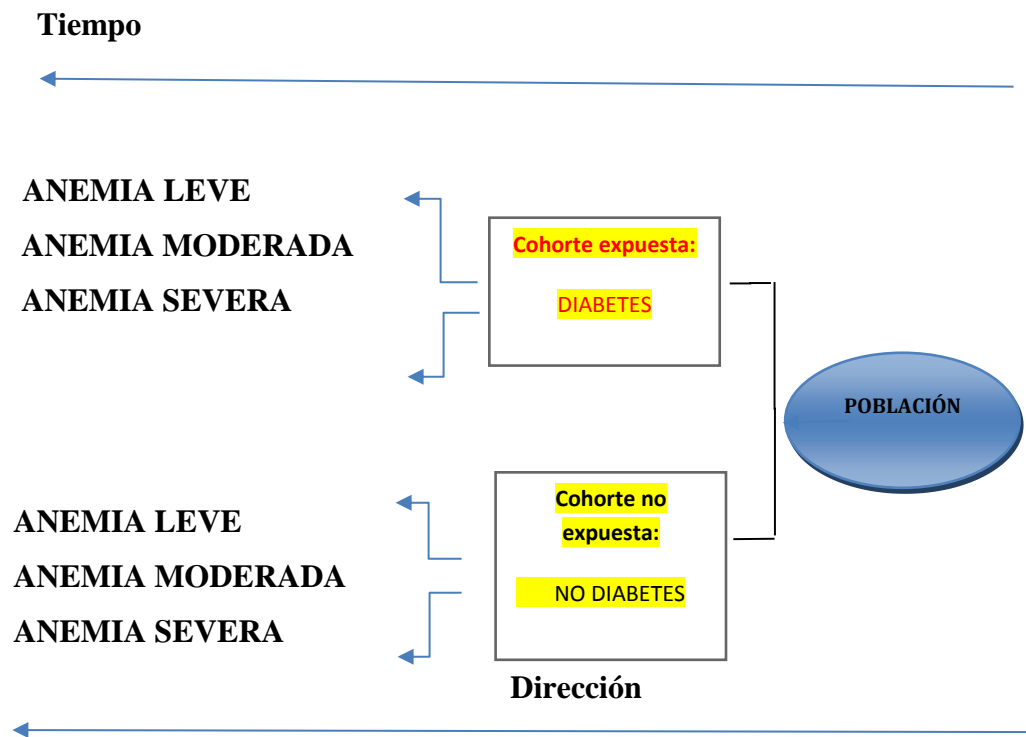 Tiempo
ANEMIA LEVE
ANEMIA MODERADA
ANEMIA SEVERA
Cohorte expuesta:
DIABETES
POBLACIÓN
ANEMIA LEVE
ANEMIA MODERADA
ANEMIA SEVERA
Cohorte no
expuesta:
NO DIABETES
Dirección